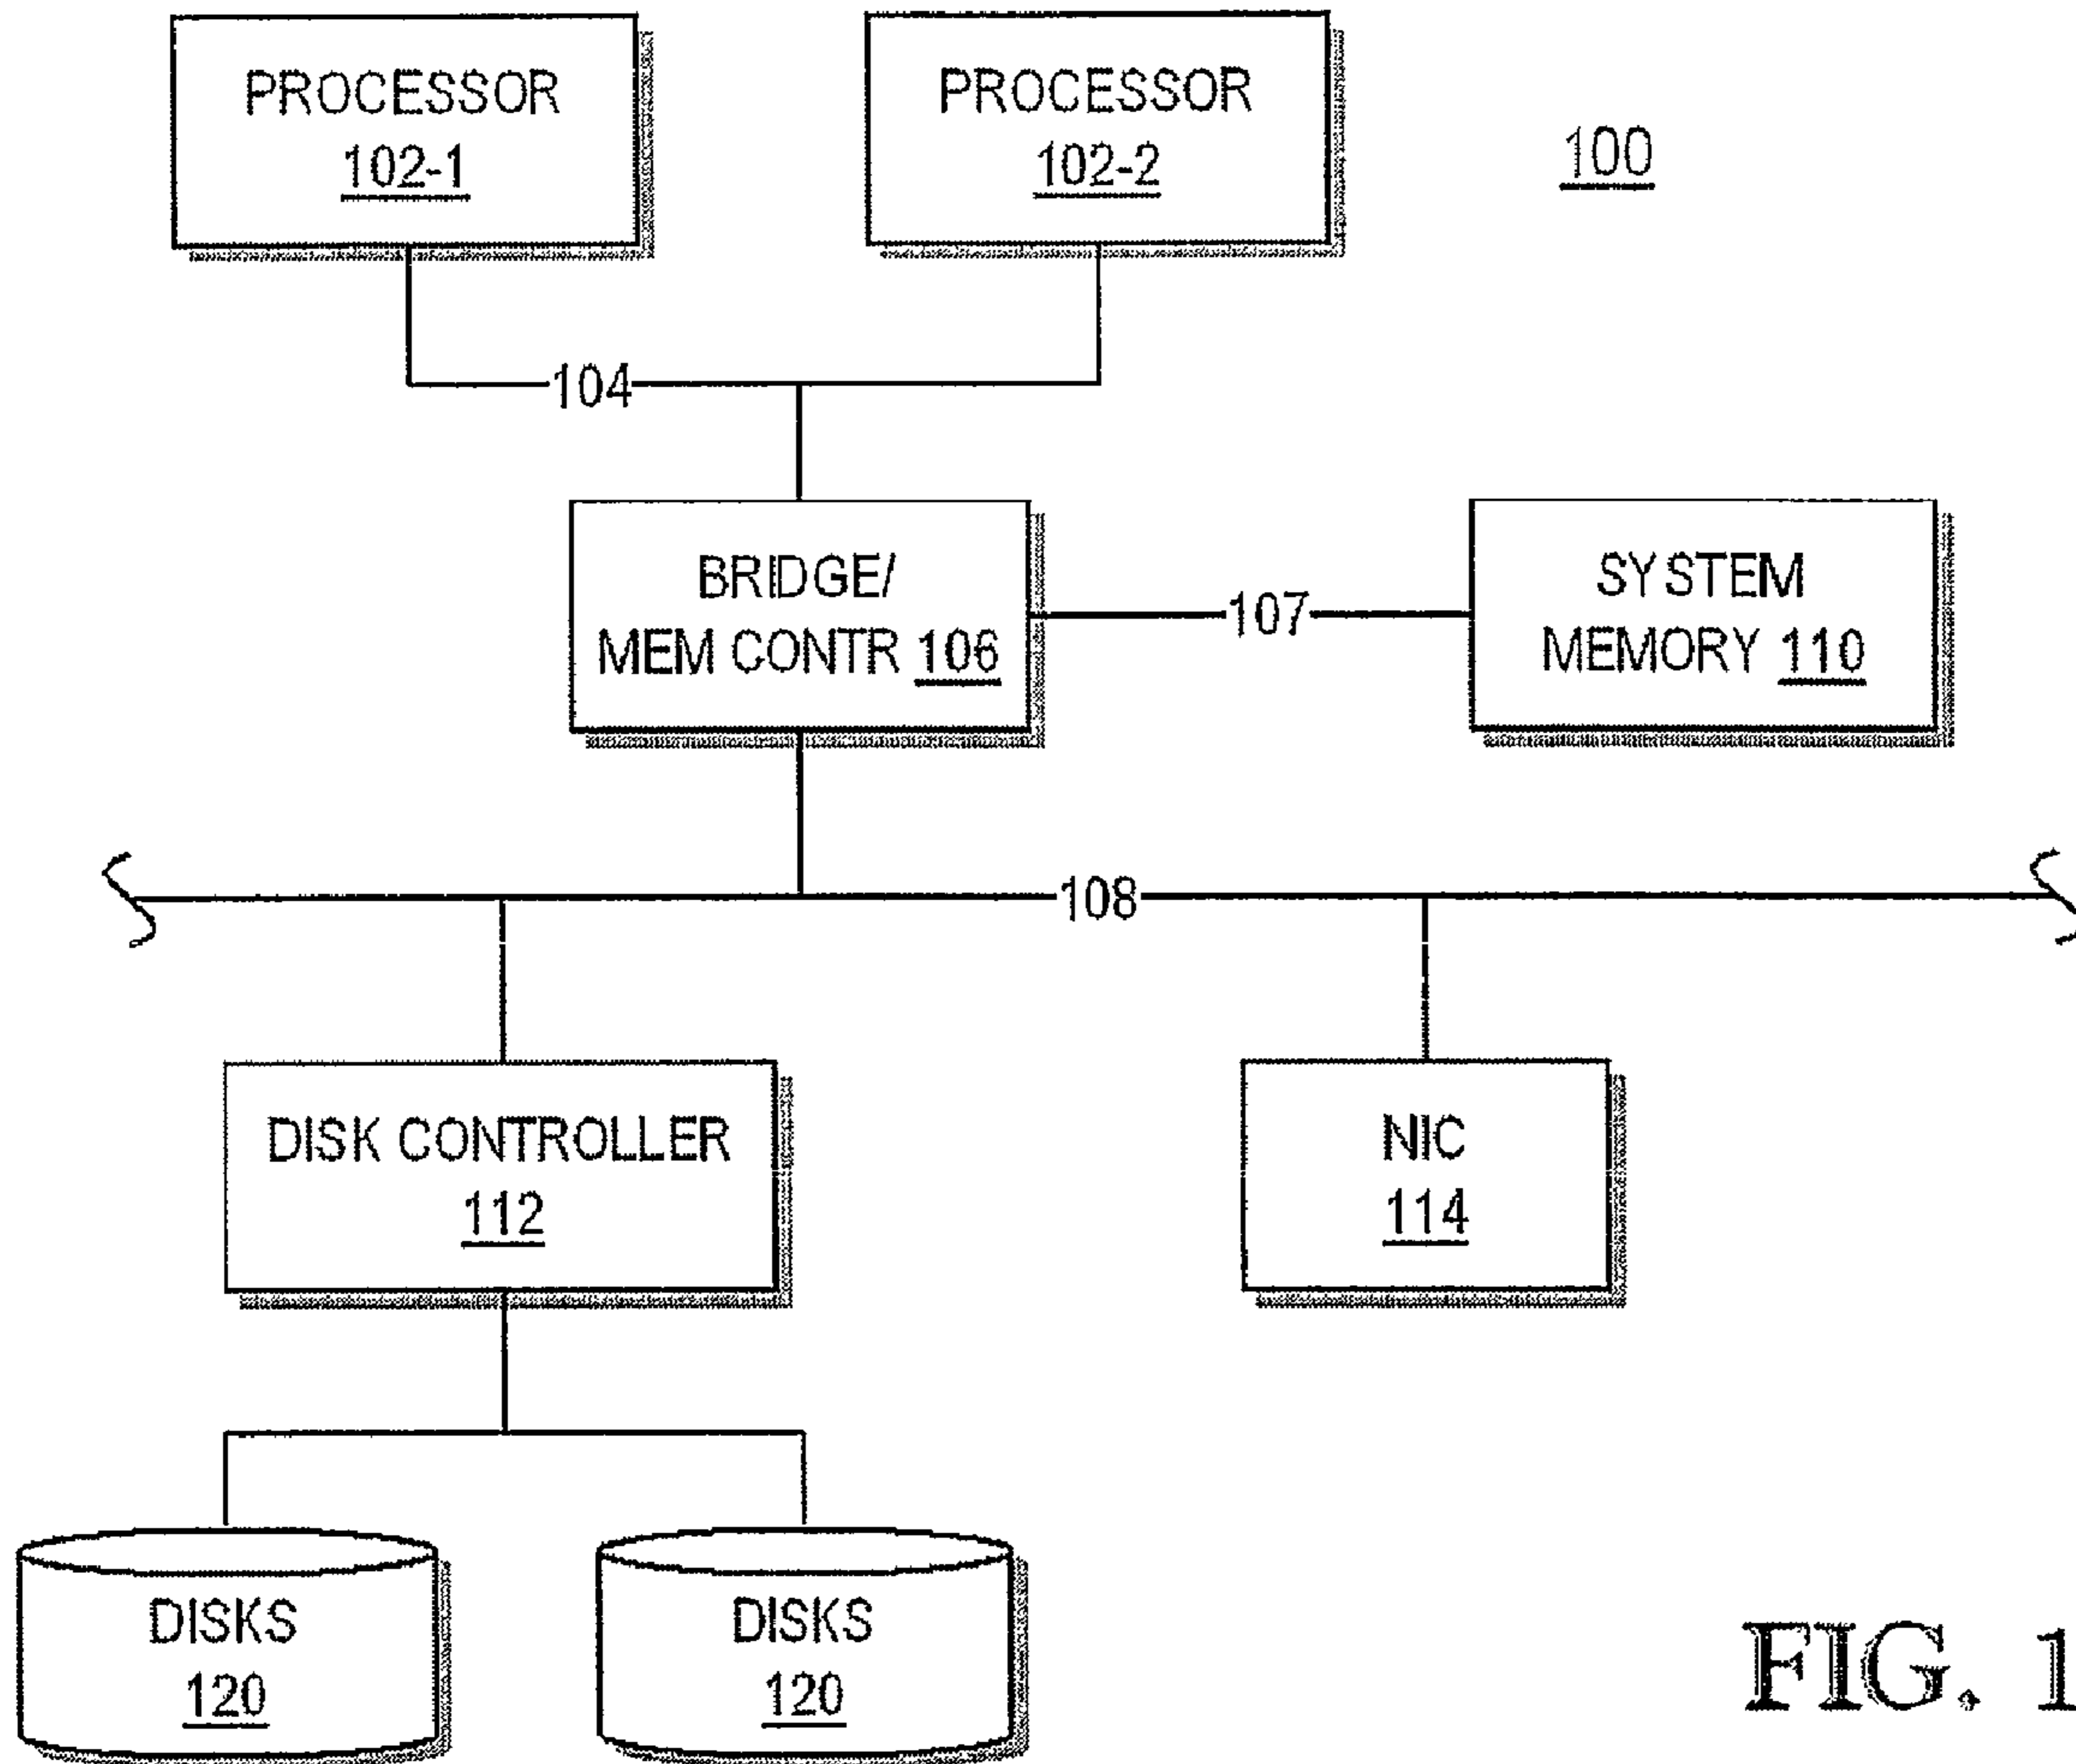 PROCESSOR
102-1
PROCESSOR
102-2
100
104
BRIDGE/
MEM CONTR 106
107
SYSTEM
MEMORY 110
108
DISK CONTROLLER
112
NIC
114
DISKS
120
DISKS
120
FIG. 1